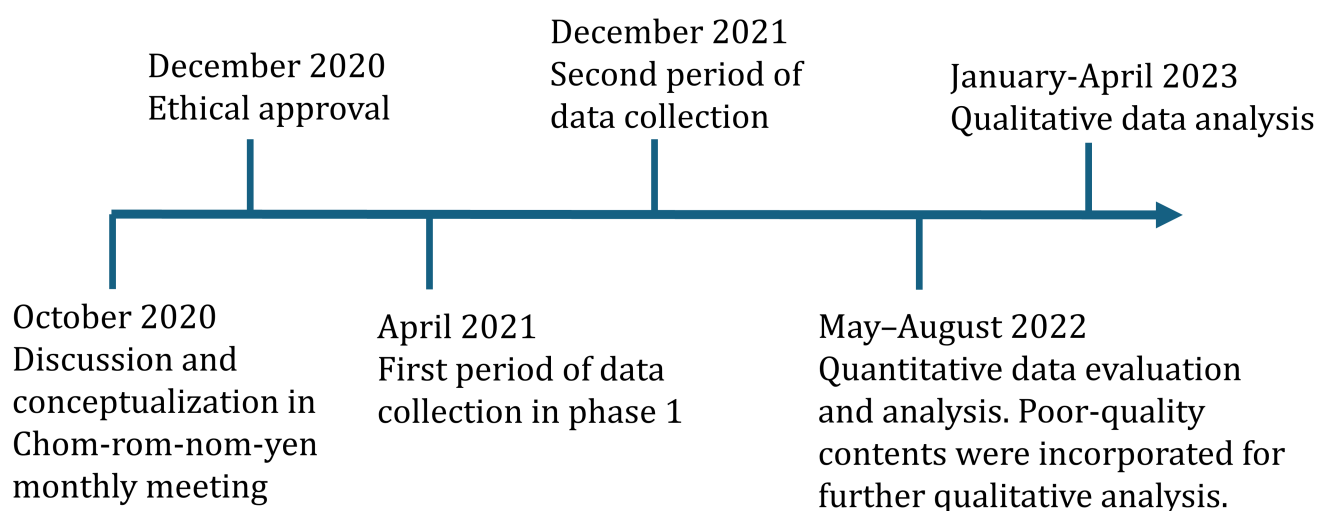 October 2020
Discussion and
conceptualization in
Chom-rom-nom-yen
monthly meeting
December 2020
Ethical approval
April 2021
First period of data
collection in phase 1
December 2021
Second period of
data collection
May–August 2022
Quantitative data evaluation
and analysis. Poor-quality
contents were incorporated for
further qualitative analysis.
January-April 2023
Qualitative data analysis